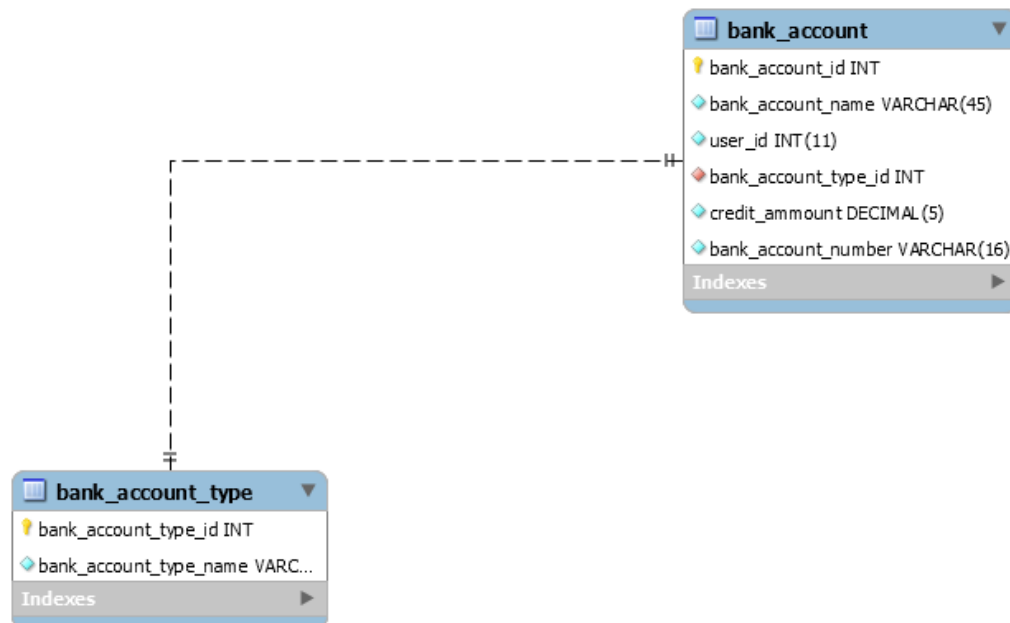 bank_account
bank_account_id INT
bank_account_name VARCHAR(45)
user_id INT(11)
bank_account_type_id INT
credit_ammount DECIMAL(5)
bank_account_number VARCHAR(16)
Indexes
bank_account_type
bank_account_type_id INT
bank_account_type_name VARC...
Indexes